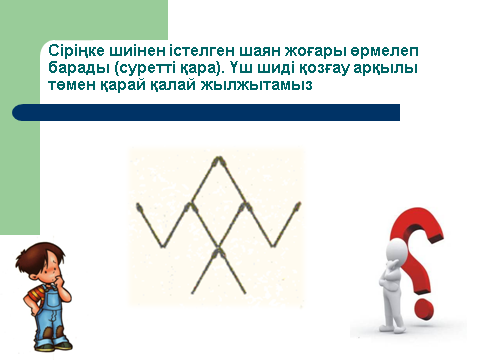 Сіріңке шиінен істелген шаян жоғары өрмелеп
барады (суретті қара). Үш шиді қозғау арқылы
төмен қарай қалай жылжытамыз